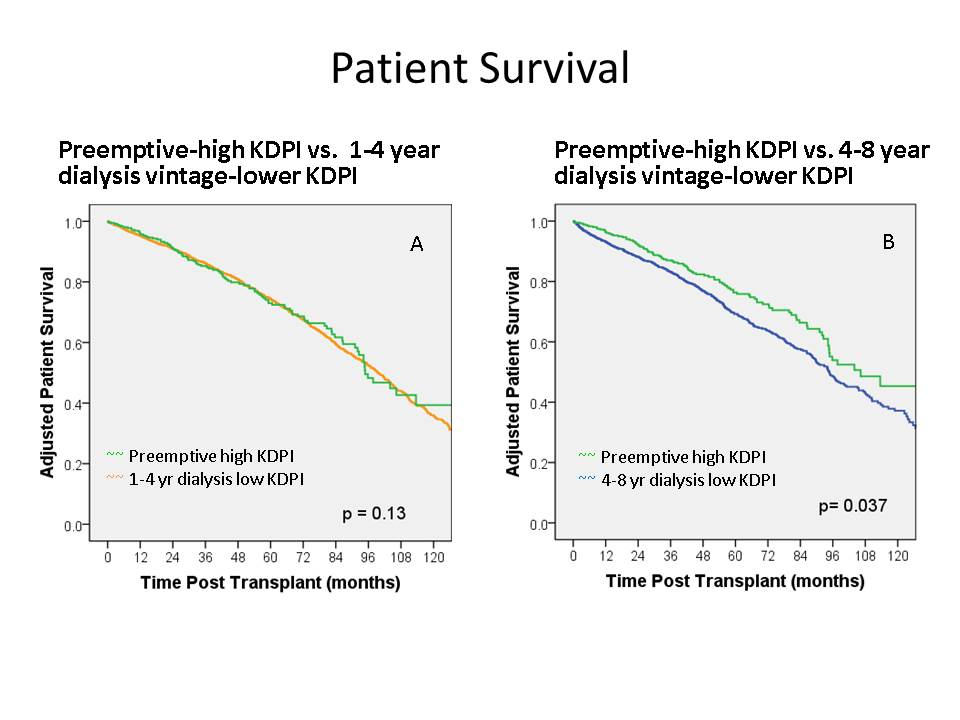 Patient Survival
Preemptive-high KDPI vs.  1-4 year
dialysis vintage-lower KDPI
A
1.0
0.8
0.6
0.4
0.2
0.0
Adjusted Patient Survival
~~ Preemptive high KDPI
~~ 1-4 yr dialysis low KDPI
p = 0.13
0 12 24 36 48 60 72 84 96 108 120
Time Post Transplant (months)
Preemptive-high KDPI vs. 4-8 year
dialysis vintage-lower KDPI
B
1.0
0.8
0.6
0.4
0.2
0.0
Adjusted Patient Survival
~~ Preemptive high KDPI
~~ 4-8 yr dialysis low KDPI
p= 0.037
0 12 24 36 48 60 72 84 96 108 120
Time Post Transplant (months)